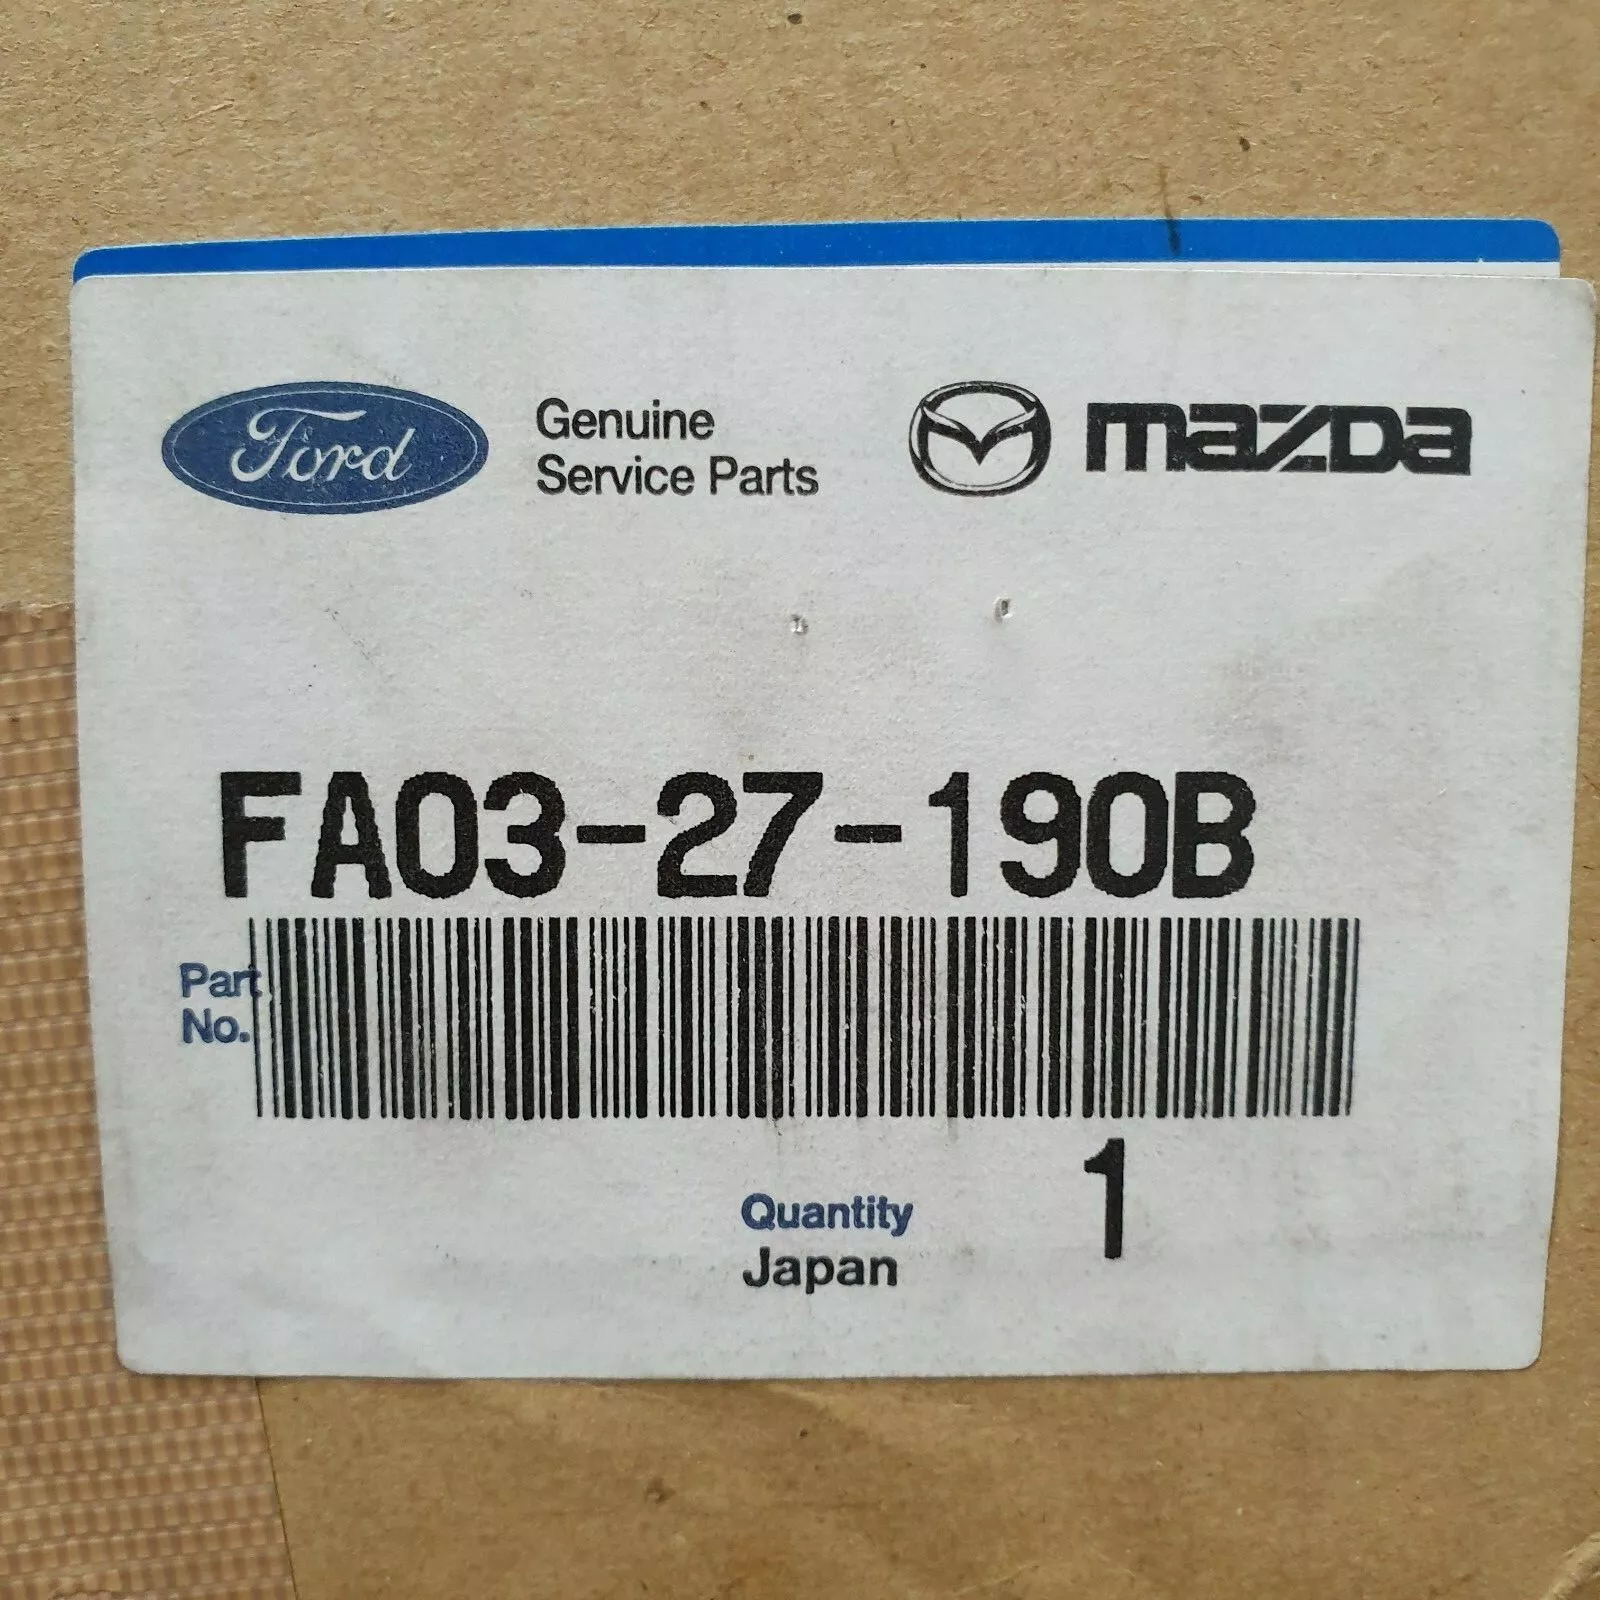 Ford
Genuine
Service Parts
mazda
FA03-27-190B
Part
No.
Quantity
1
Japan